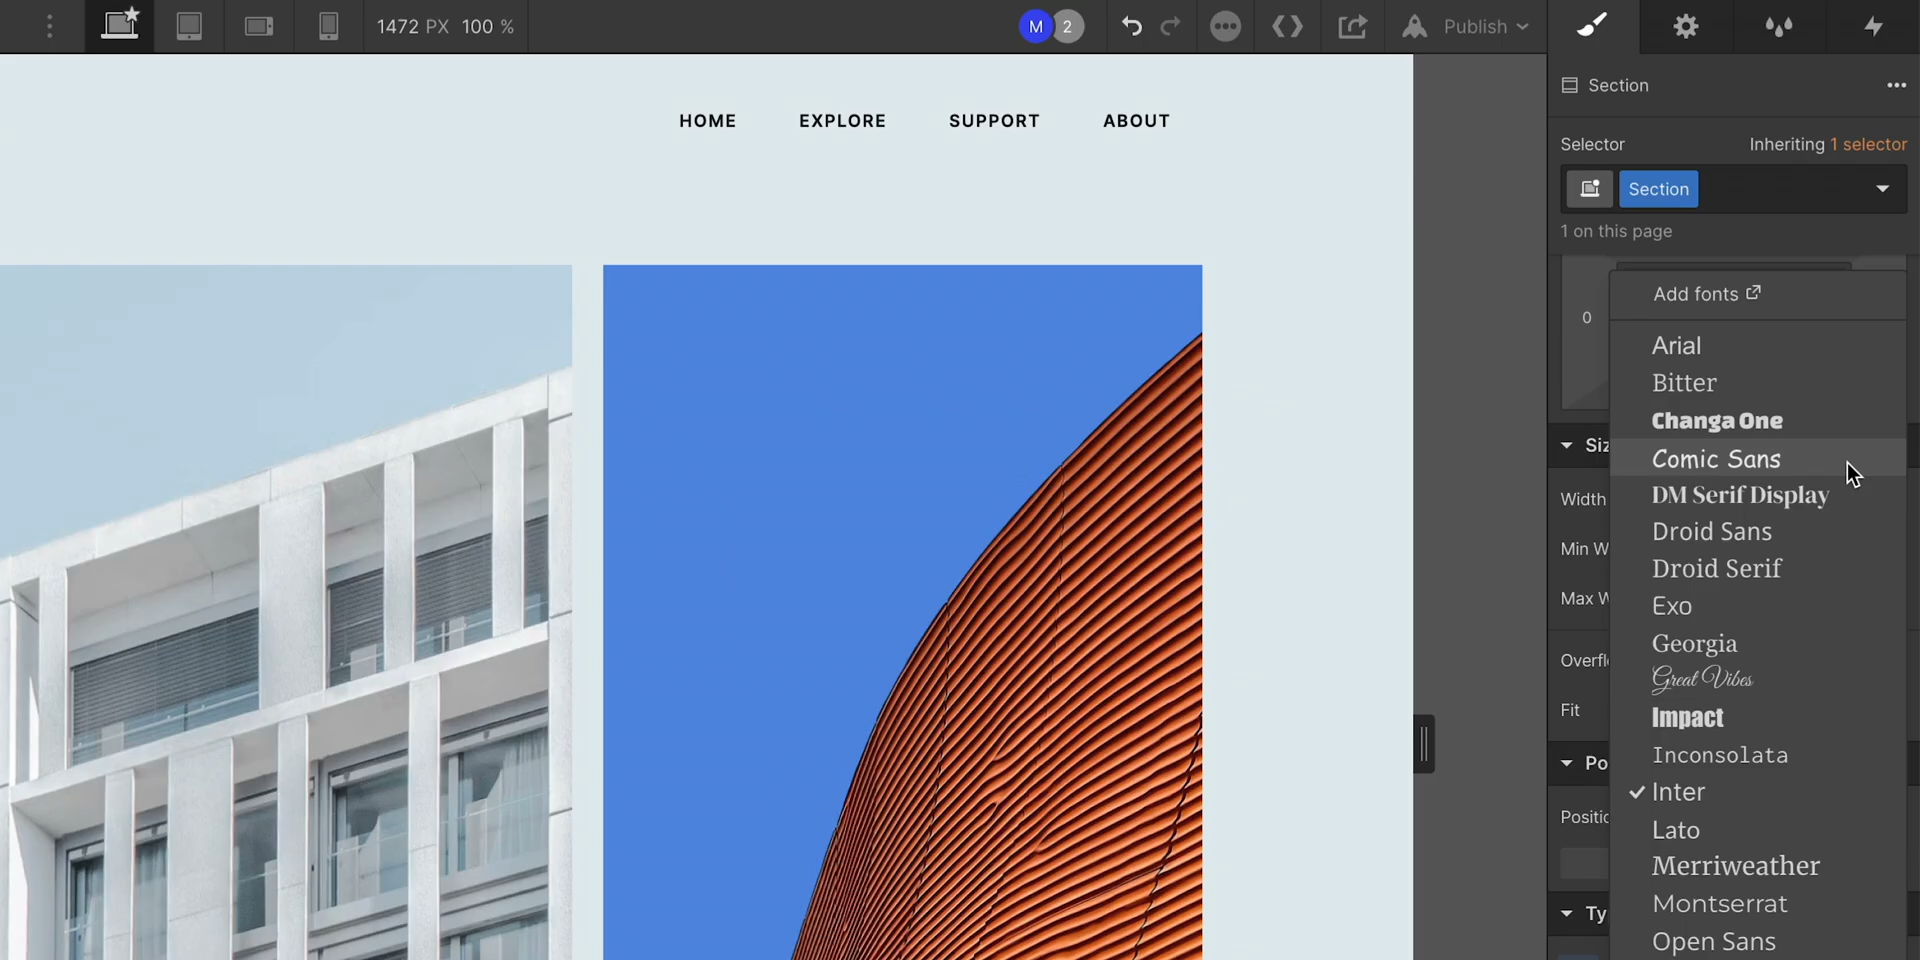 1472 PX 100 %
M 2
Publish
HOME EXPLORE SUPPORT ABOUT
Section
Selector Inheriting 1 selector
Section
1 on this page
0
Add fonts
Arial
Bitter
Changa One
Comic Sans
DM Serif Display
Droid Sans
Droid Serif
Exo
Georgia
Great Vibes
Impact
Inconsolata
Inter
Lato
Merriweather
Montserrat
Open Sans
Siz
Width
Min W
Max W
Overfl
Fit
Po
Positic
Ty